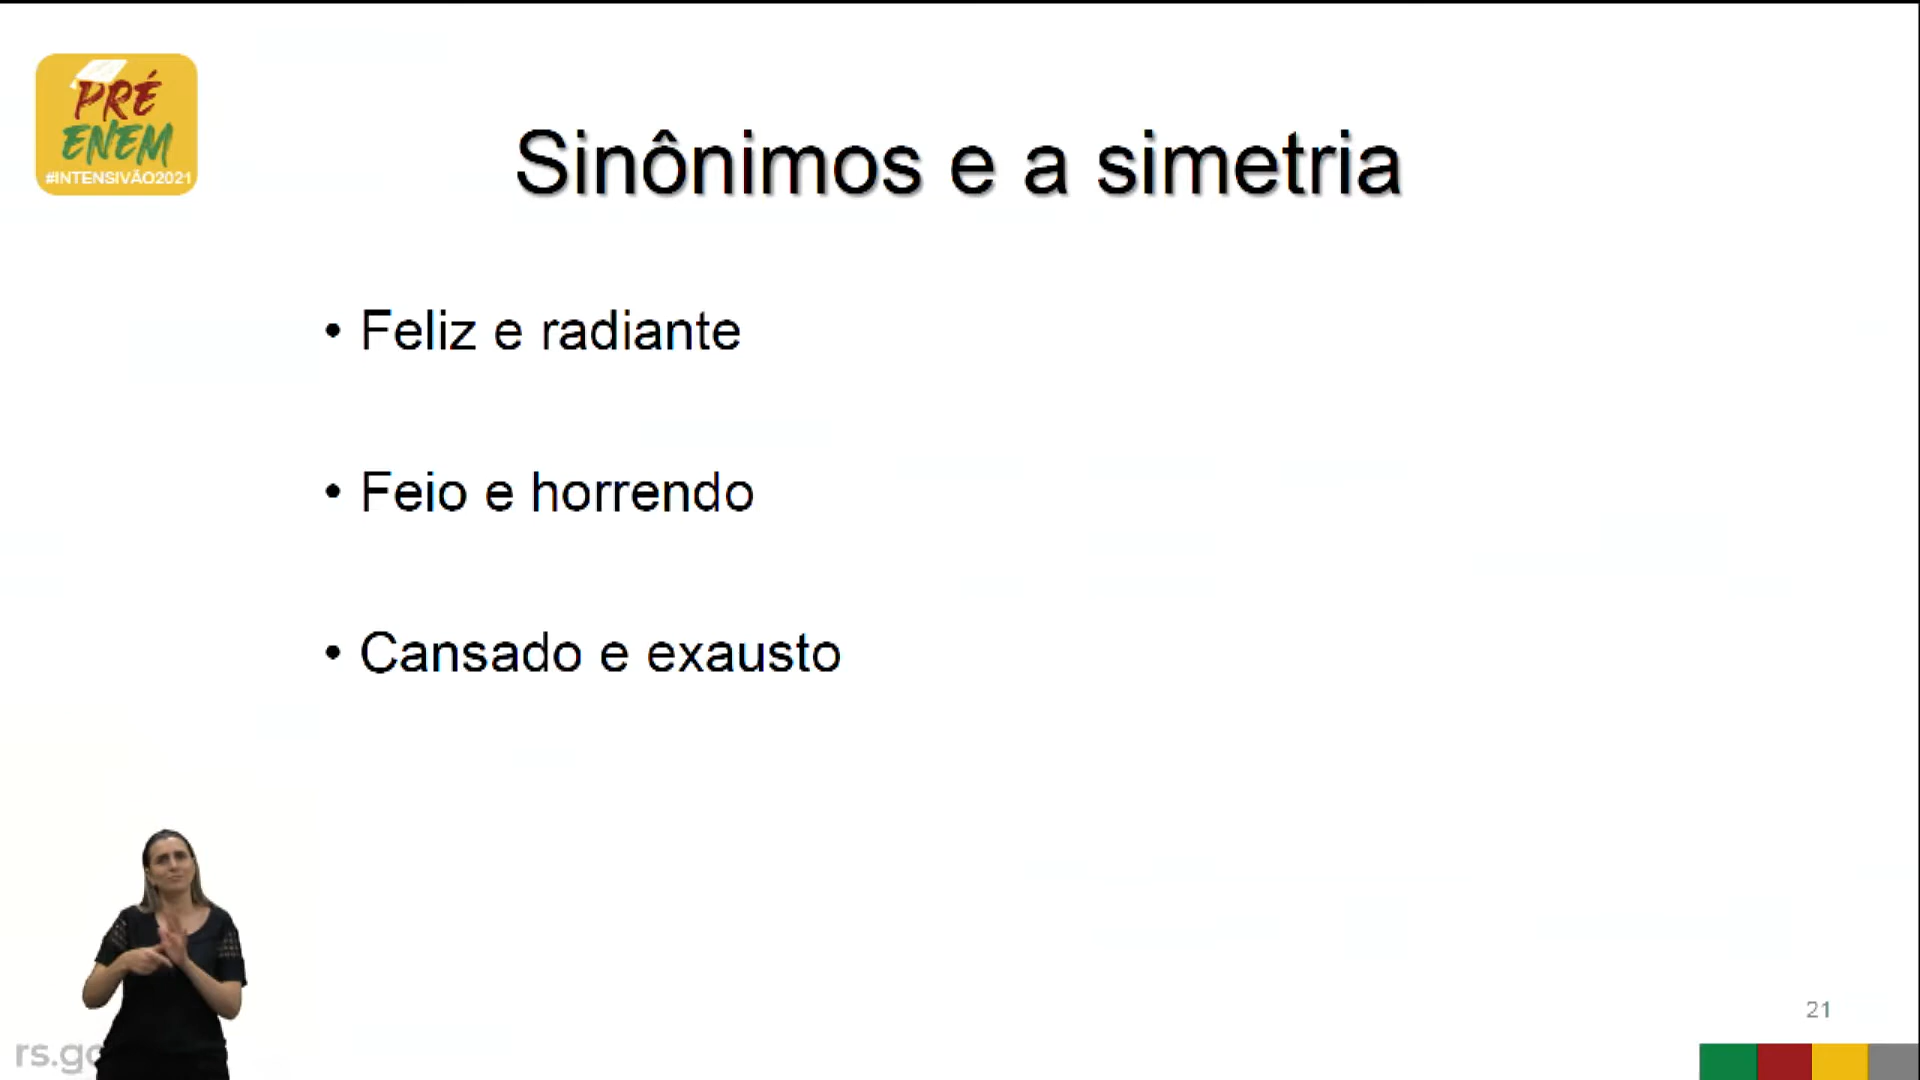 PRÉ
ENEM
#INTENSIVÃO2021
Sinônimos e a simetria
• Feliz e radiante
• Feio e horrendo
• Cansado e exausto
21